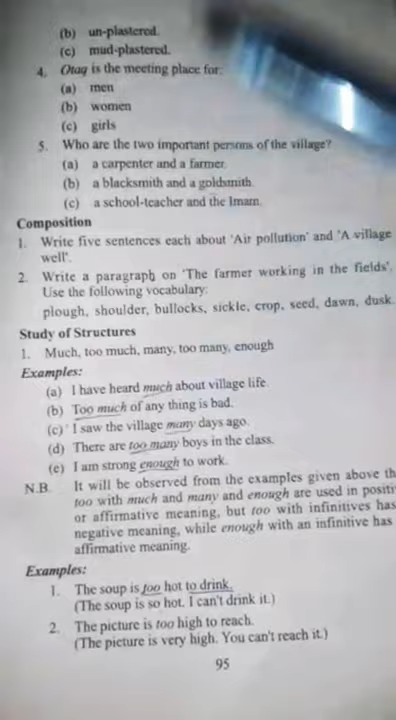 (b) un-plastered.
(c) mud-plastered.
4. Otaq is the meeting place for:
(a) men
(b) women
(c) girls
5. Who are the two important persons of the village?
(a) a carpenter and a farmer.
(b) a blacksmith and a goldsmith.
(c) a school-teacher and the Imam.
Composition
1. Write five sentences each about 'Air pollution' and 'A village
well'.
2. Write a paragraph on 'The farmer working in the fields'.
Use the following vocabulary:
plough, shoulder, bullocks, sickle, crop, seed, dawn, dusk.
Study of Structures
1. Much, too much, many, too many, enough
Examples:
(a) I have heard much about village life.
(b) Too much of any thing is bad.
(c) I saw the village many days ago.
(d) There are too many boys in the class.
(e) I am strong enough to work.
N.B. It will be observed from the examples given above th
too with much and many and enough are used in positi
or affirmative meaning, but too with infinitives has
negative meaning, while enough with an infinitive has
affirmative meaning.
Examples:
1. The soup is too hot to drink.
(The soup is so hot. I can't drink it.)
2. The picture is too high to reach.
(The picture is very high. You can't reach it.)
95